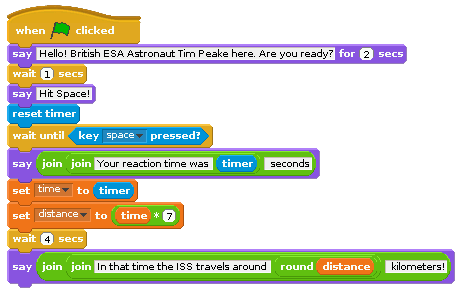 when clicked
say Hello! British ESA Astronaut Tim Peake here. Are you ready? for 2 secs
wait 1 secs
say Hit Space!
reset timer
wait until key space pressed?
say join join Your reaction time was timer seconds
set time to timer
set distance to time * 7
wait 4 secs
say join join In that time the ISS travels around round distance kilometers!